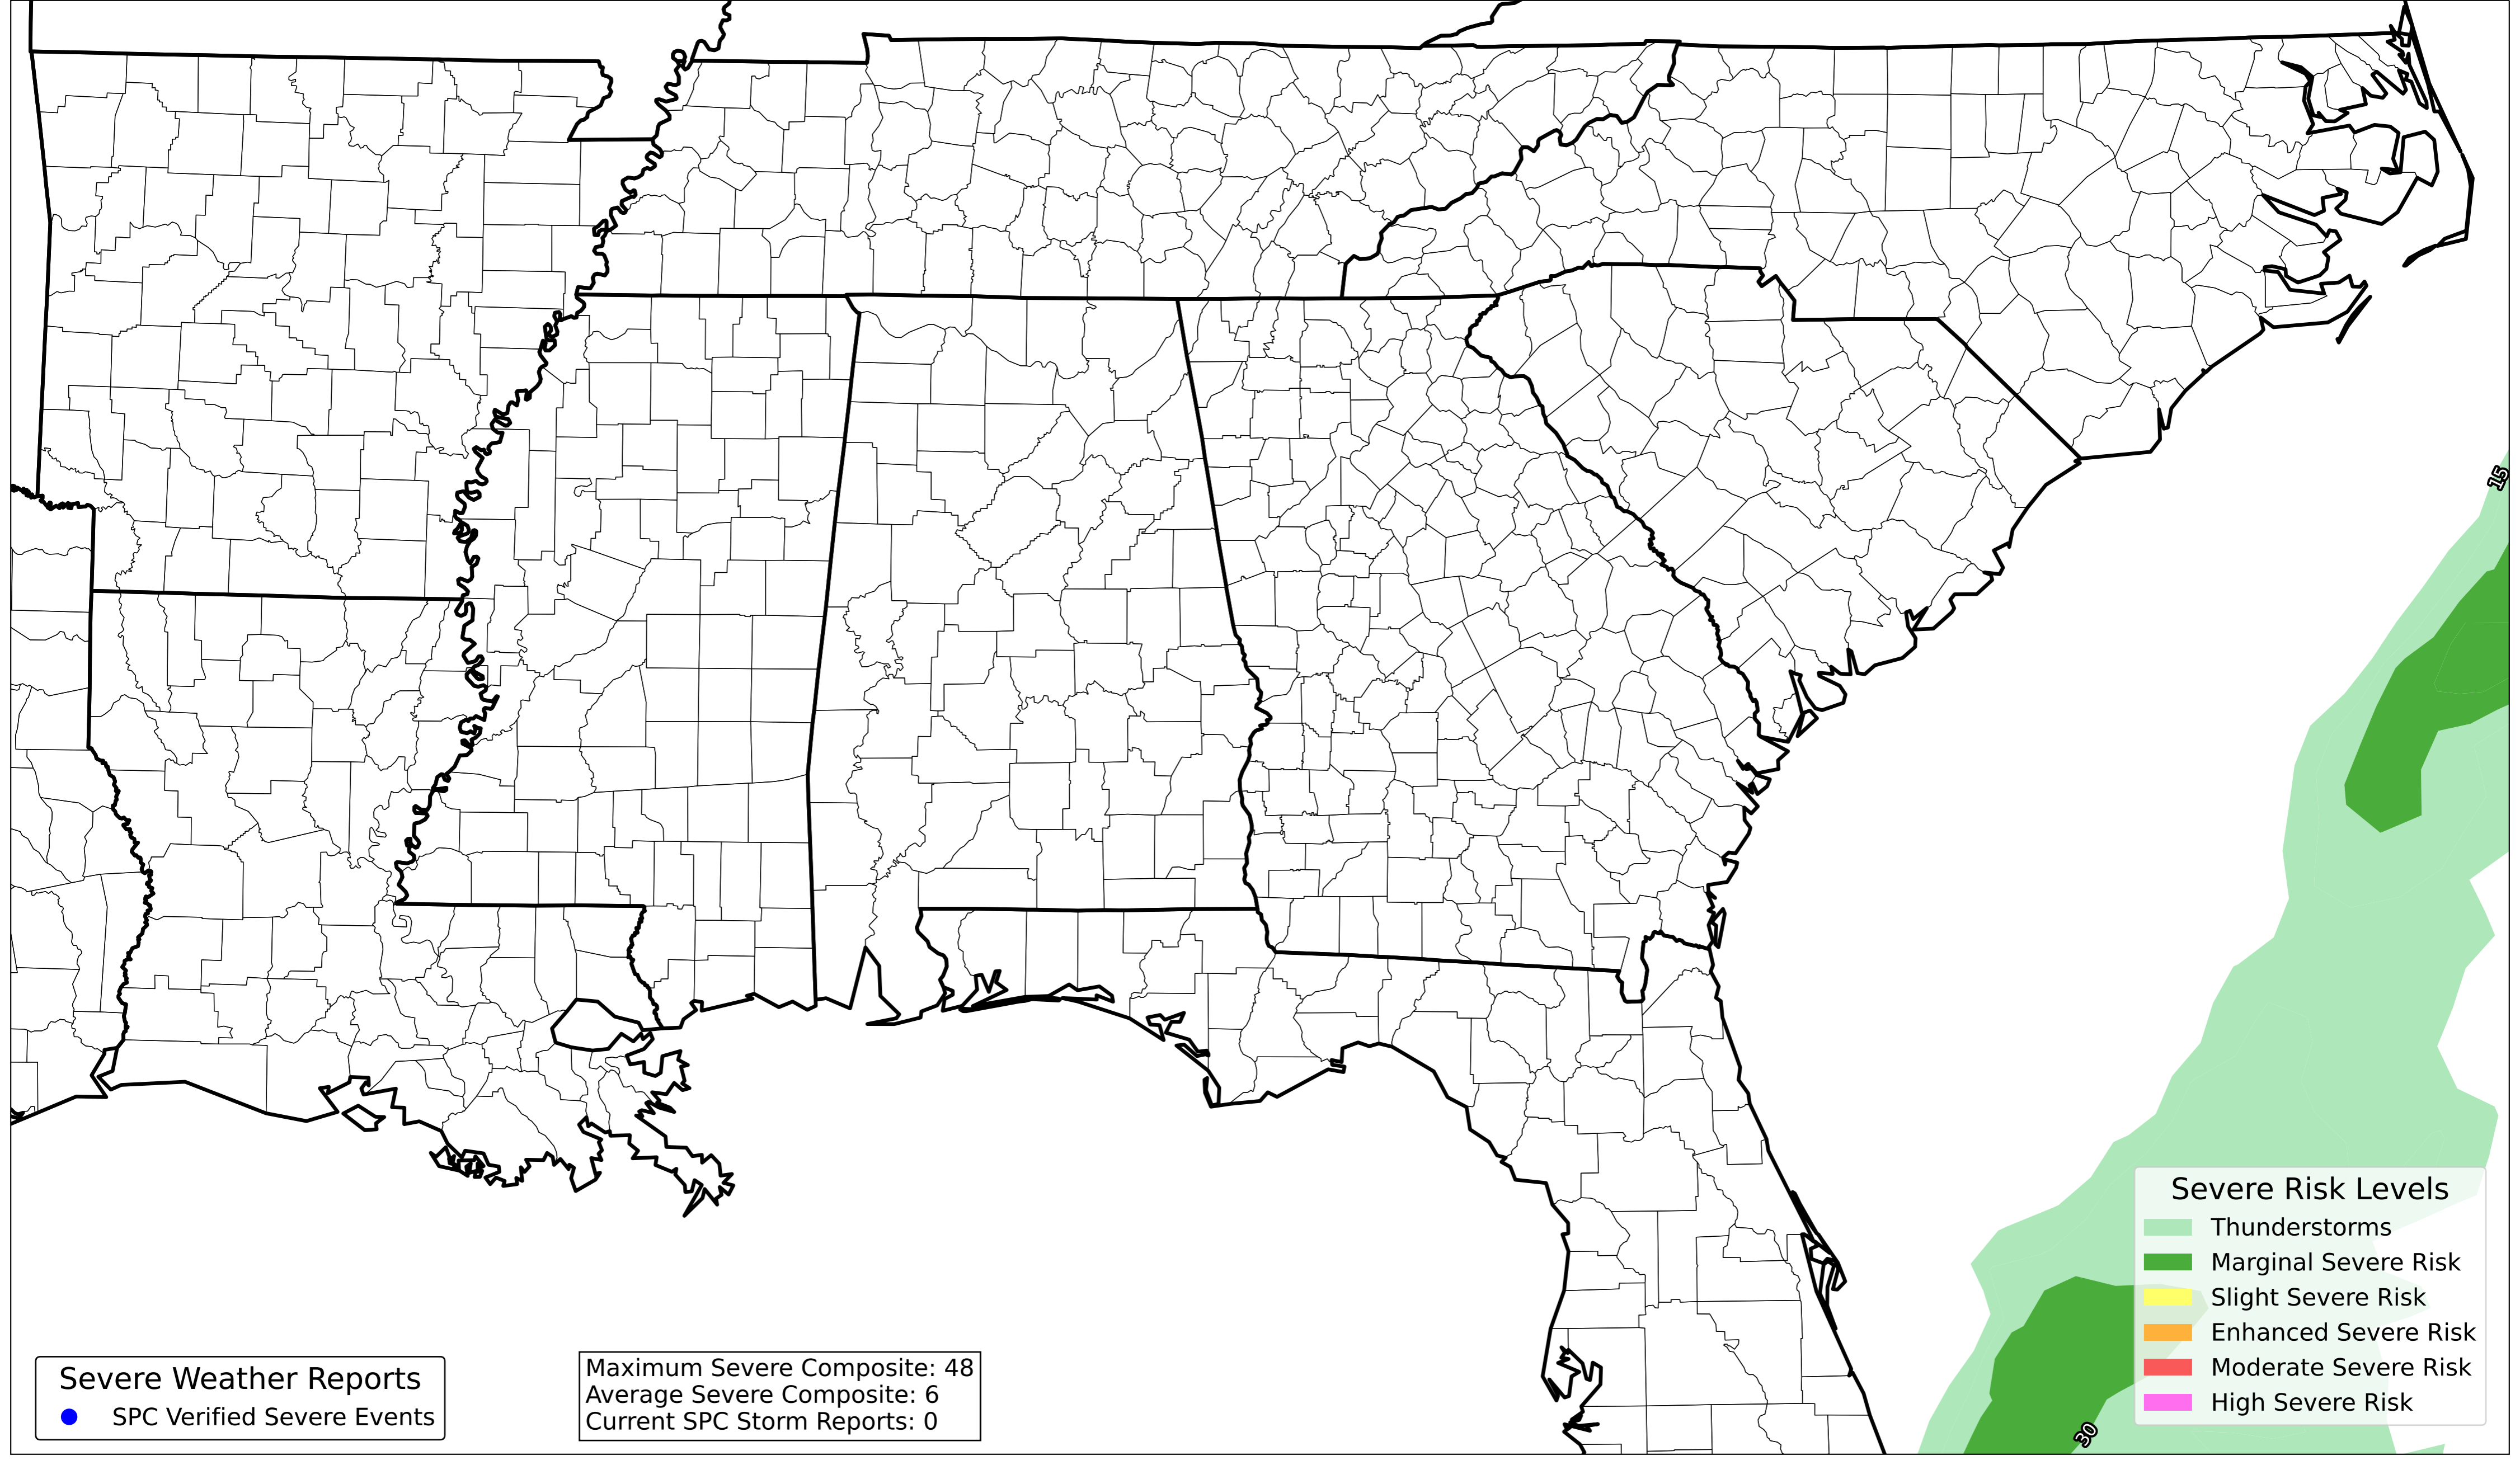 15
Severe Risk Levels
Thunderstorms
Marginal Severe Risk
Slight Severe Risk
Enhanced Severe Risk
Moderate Severe Risk
High Severe Risk
Severe Weather Reports
SPC Verified Severe Events
Maximum Severe Composite: 48
Average Severe Composite: 6
Current SPC Storm Reports: 0
30